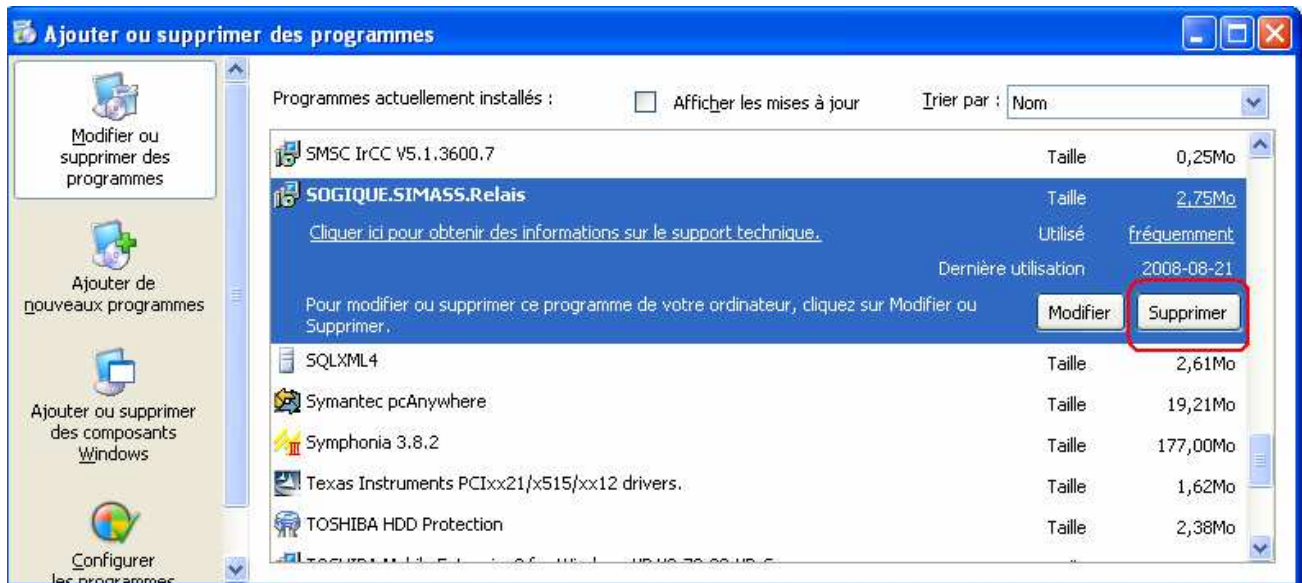 Ajouter ou supprimer des programmes
Modifier ou
supprimer des
programmes
Ajouter de
nouveaux programmes
Ajouter ou supprimer
des composants
Windows
Configurer
les programmes
Programmes actuellement installés :
Afficher les mises à jour
Trier par :
Nom
SMSC IrCC V5.1.3600.7 Taille 0,25Mo
SOGIQUE.SIMASS.Relais Taille 2,75Mo
Cliquer ici pour obtenir des informations sur le support technique. Utilisé fréquemment
Dernière utilisation 2008-08-21
Pour modifier ou supprimer ce programme de votre ordinateur, cliquez sur Modifier ou
Supprimer.
Modifier
Supprimer
SQLXML4 Taille 2,61Mo
Symantec pcAnywhere Taille 19,21Mo
Symphonia 3.8.2 Taille 177,00Mo
Texas Instruments PCIxx21/x515/xx12 drivers. Taille 1,62Mo
TOSHIBA HDD Protection Taille 2,38Mo